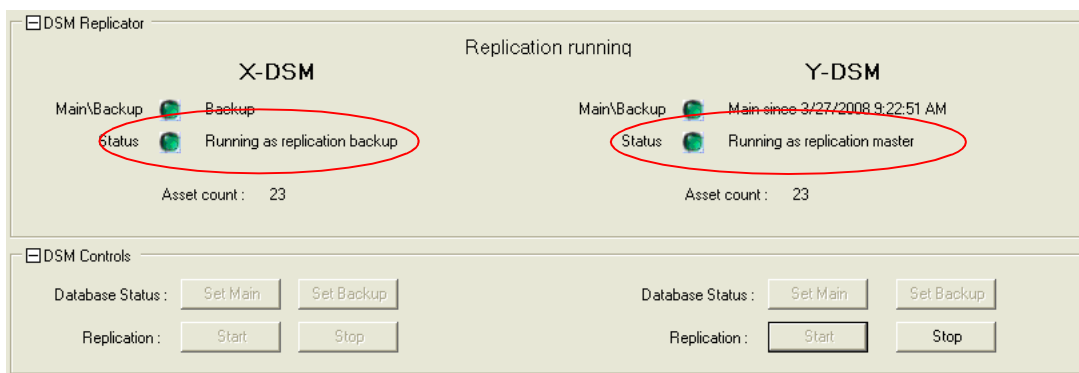 DSM Replicator
Replication running
X-DSM Y-DSM
Main\Backup Backup Main\Backup Main since 3/27/2008 9:22:51 AM
Status Running as replication backup Status Running as replication master
Asset count : 23 Asset count : 23
DSM Controls
Database Status : Set Main Set Backup Database Status : Set Main Set Backup
Replication : Start Stop Replication : Start Stop